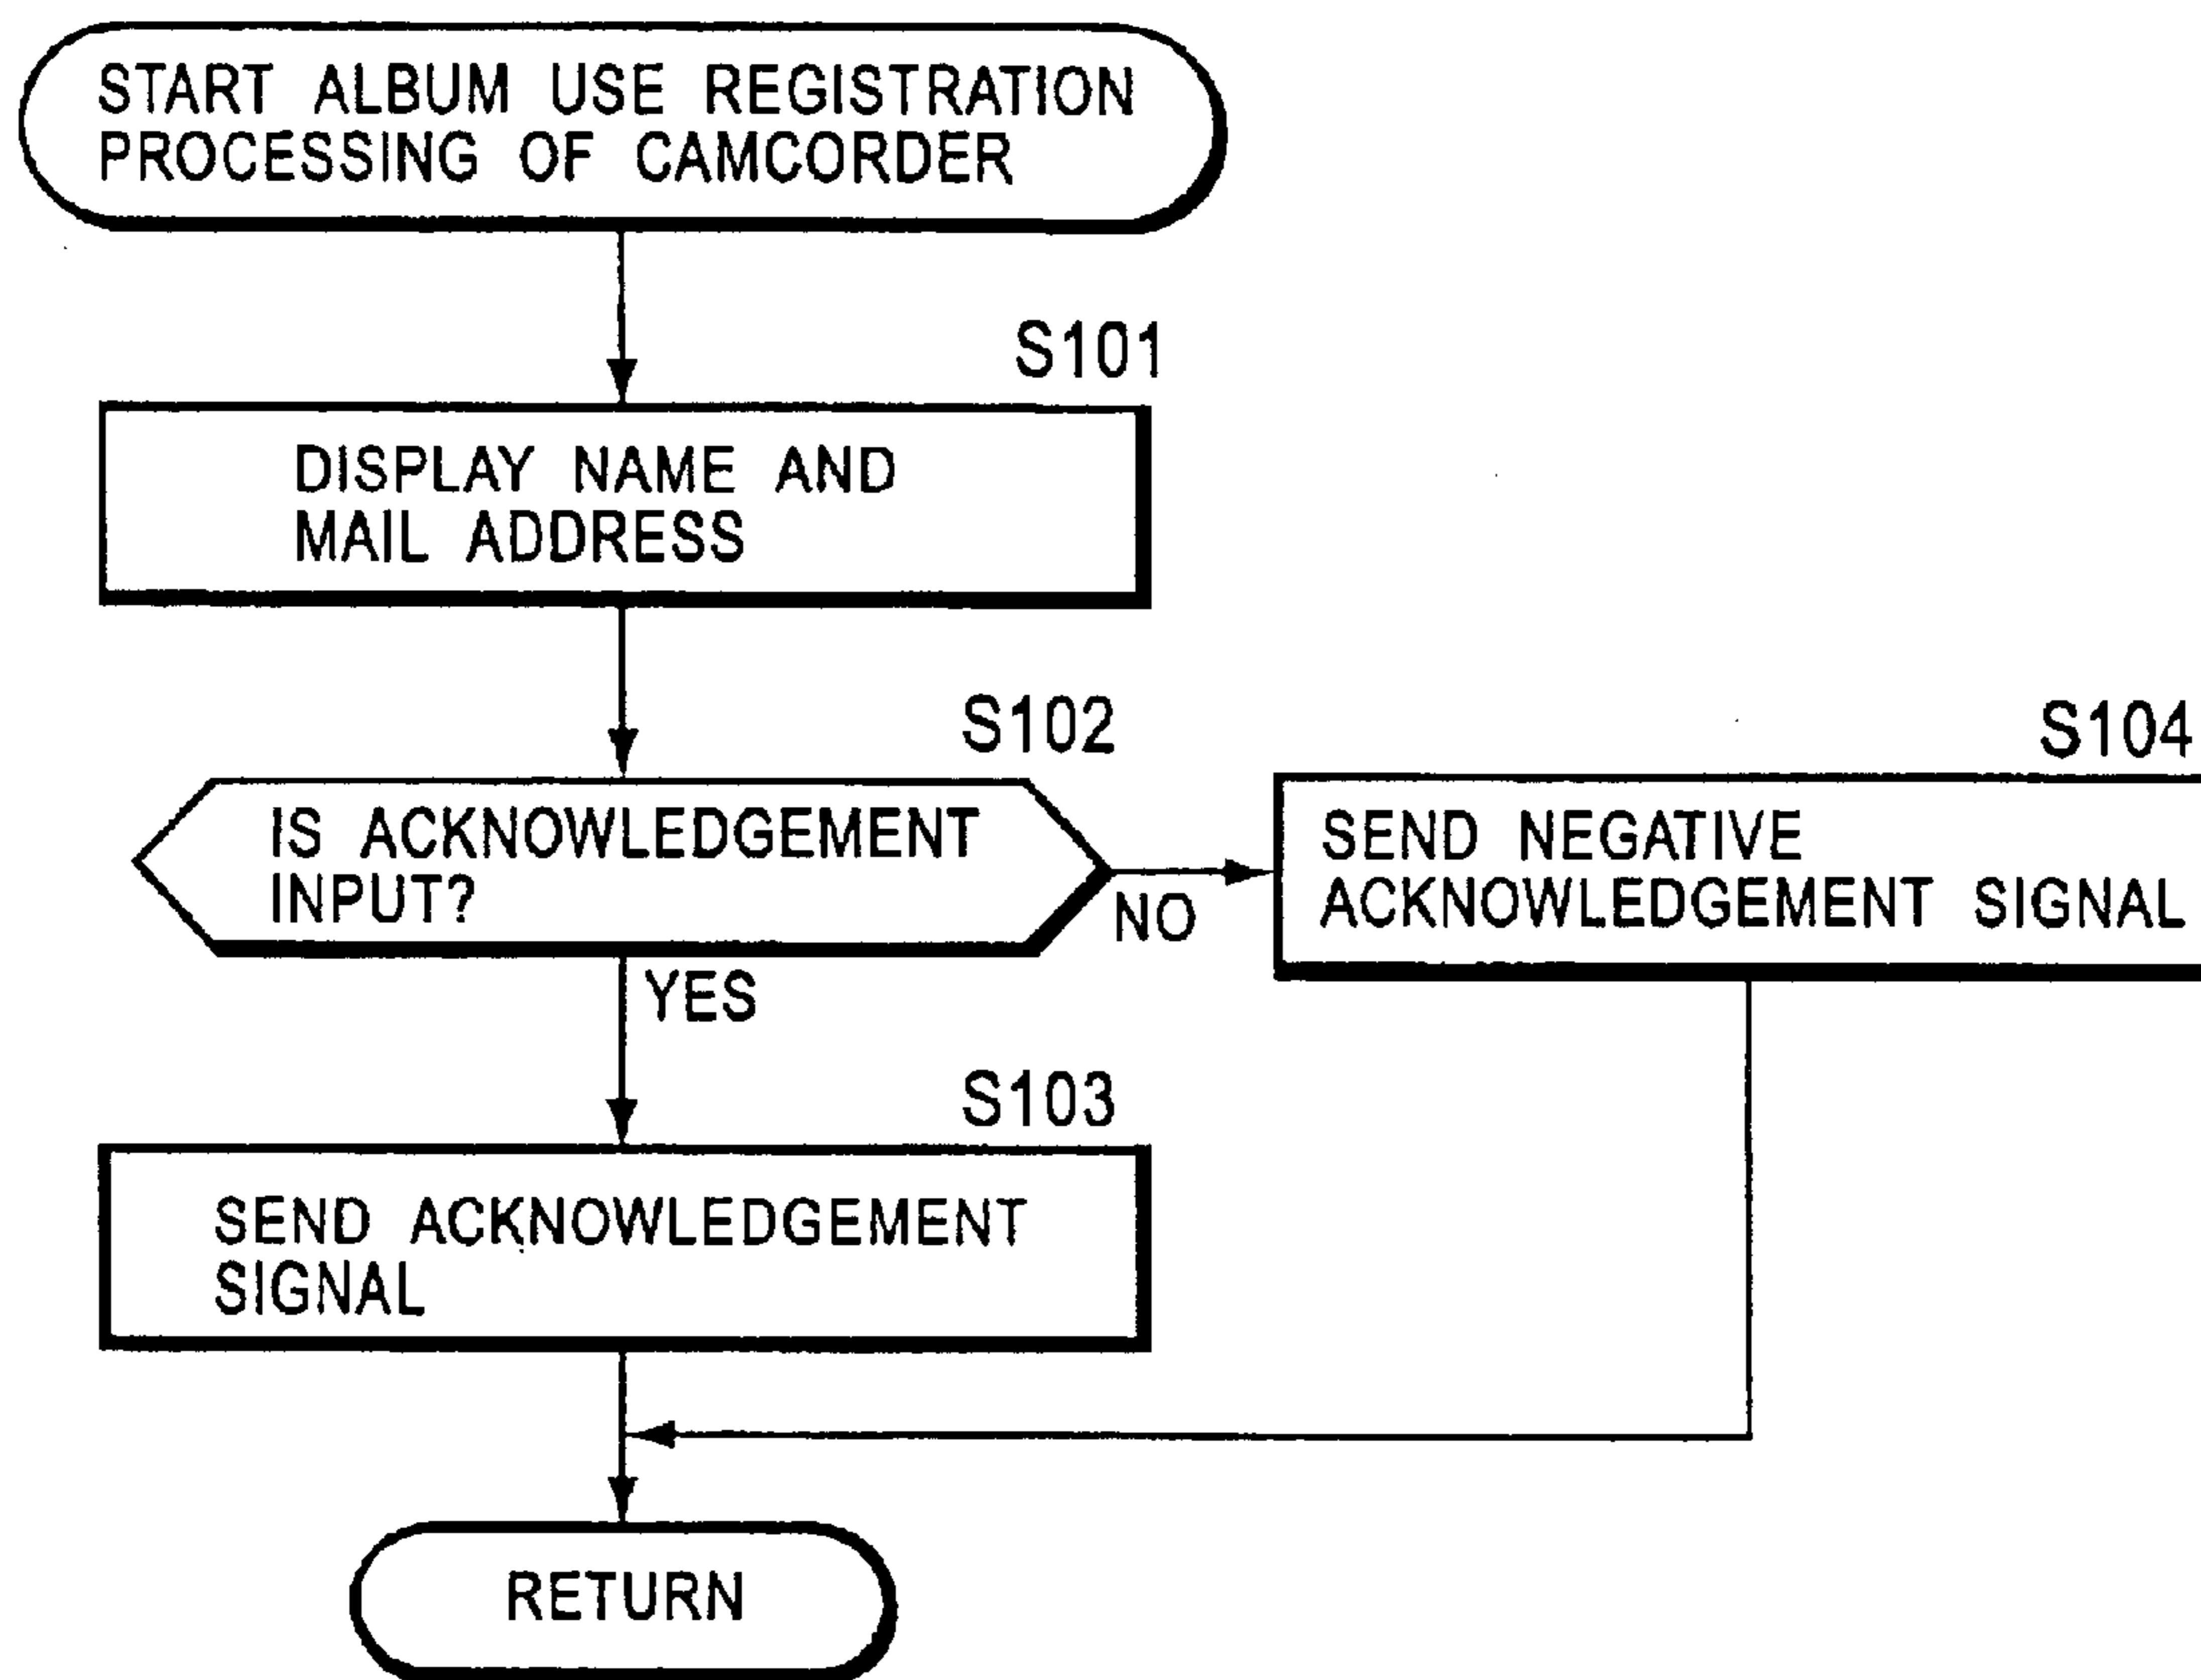 START ALBUM USE REGISTRATION
PROCESSING OF CAMCORDER
S101
DISPLAY NAME AND
MAIL ADDRESS
S102
IS ACKNOWLEDGEMENT
INPUT?
NO
YES
S104
SEND NEGATIVE
ACKNOWLEDGEMENT SIGNAL
S103
SEND ACKNOWLEDGEMENT
SIGNAL
RETURN